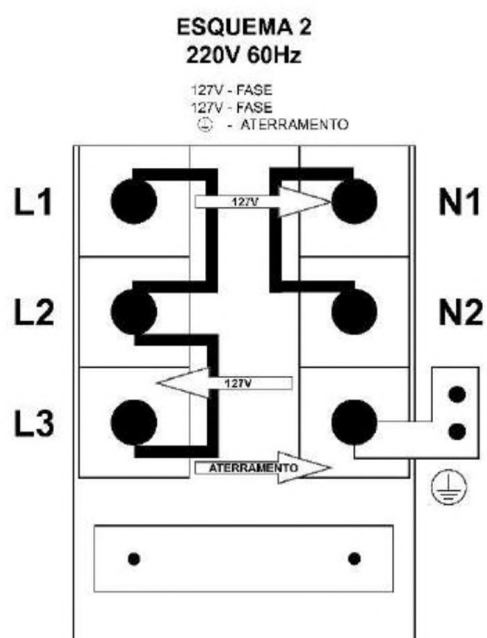 ESQUEMA 2
220V 60Hz
127V - FASE
127V - FASE
- ATERRAMENTO
L1
127V
N1
L2
N2
127V
L3
ATERRAMENTO